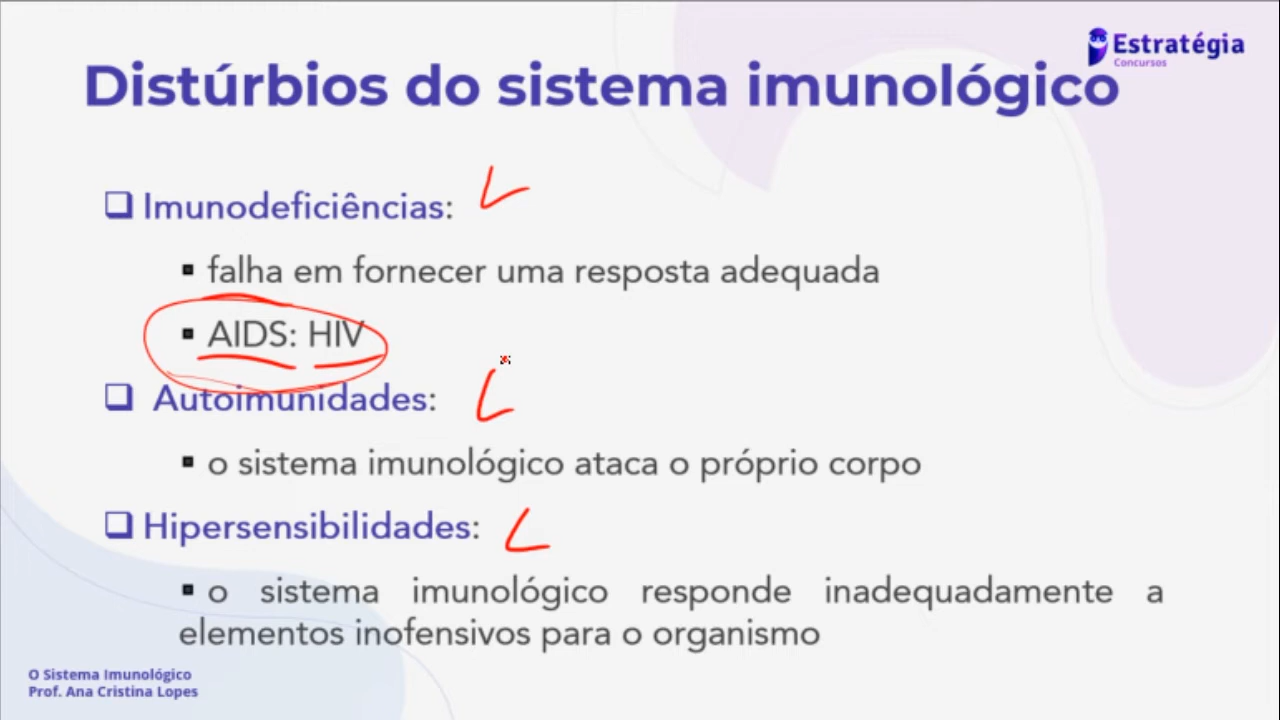 Estratégia
Concursos
Distúrbios do sistema imunológico
Imunodeficiências:
falha em fornecer uma resposta adequada
AIDS: HIV
Autoimunidades:
o sistema imunológico ataca o próprio corpo
Hipersensibilidades:
o sistema imunológico responde inadequadamente a
elementos inofensivos para o organismo
O Sistema Imunológico
Prof. Ana Cristina Lopes